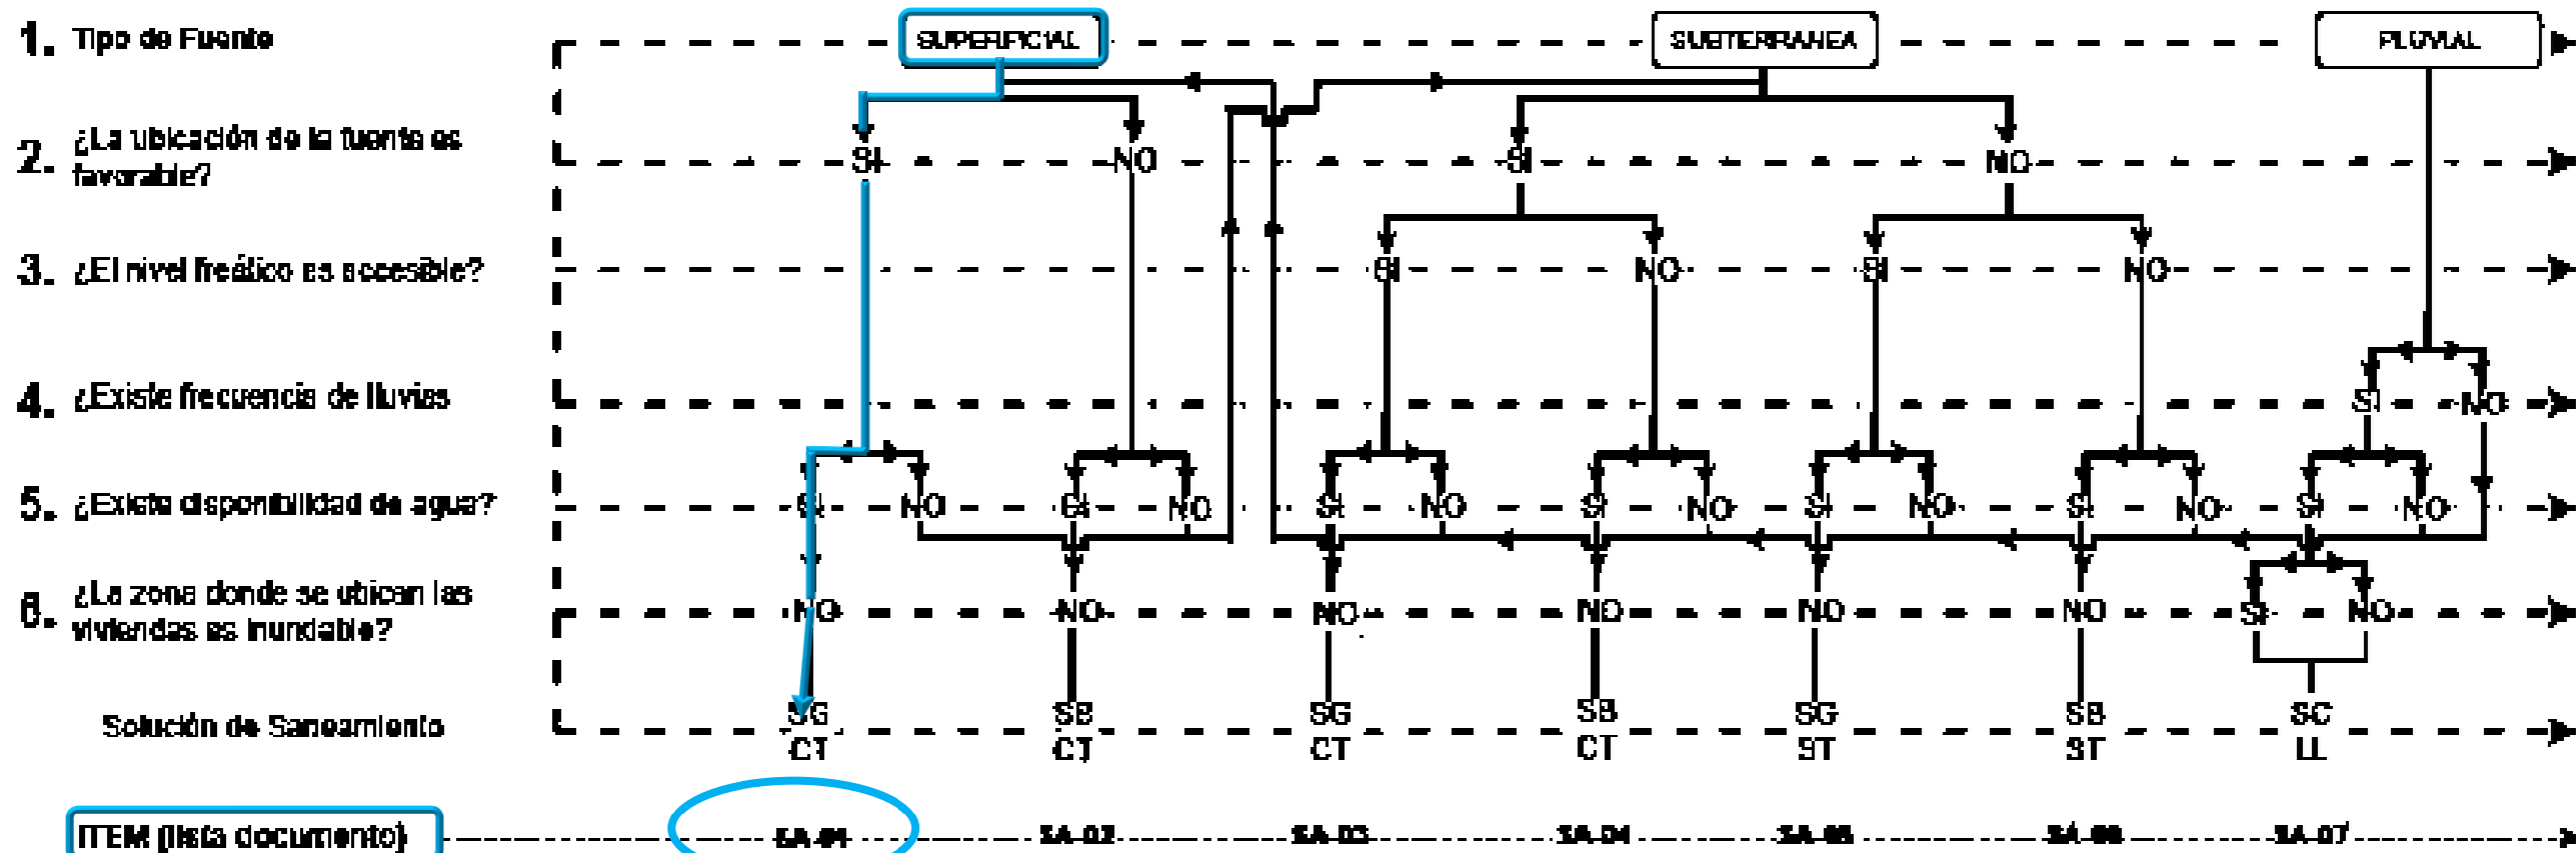 1. Tipo de Fuente
SUPERFICIAL SUBTERRANEA PLUVIAL
2. ¿La ubicación de la fuente es
favorable?
SI NO SI NO
3. ¿El nivel freático es accesible?
SI NO SI NO
4. ¿Existe frecuencia de lluvias
SI NO
5. ¿Existe disponibilidad de agua?
SI NO SI NO SI NO SI NO SI NO SI NO SI NO
6. ¿La zona donde se ubican las
viviendas es inundable?
NO NO NO NO NO NO SI NO
Solución de Saneamiento
SG SB SG SB SG SB SC
CT CT CT CT ST ST LL
ITEM (lista documento)
SA-01 SA-02 SA-03 SA-04 SA-05 SA-06 SA-07